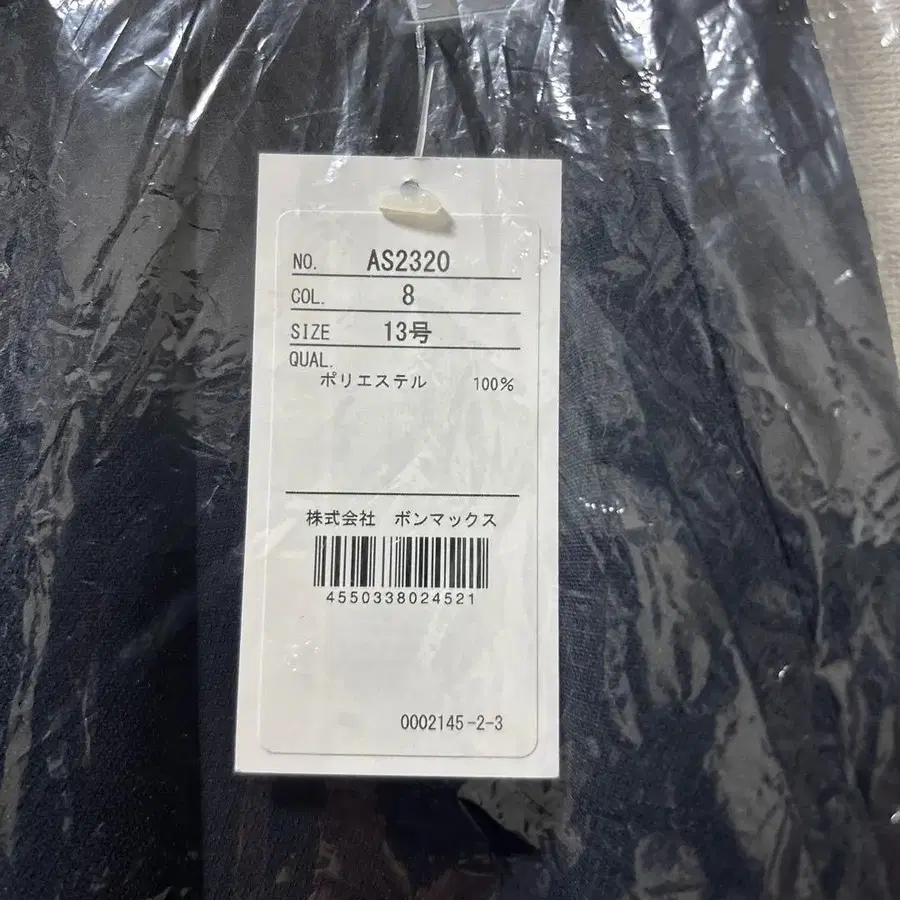 NO. AS2320
COL. 8
SIZE 13号
QUAL.
ポリエステル 100%
株式会社 ボンマックス
4550338024521
0002145-2-3